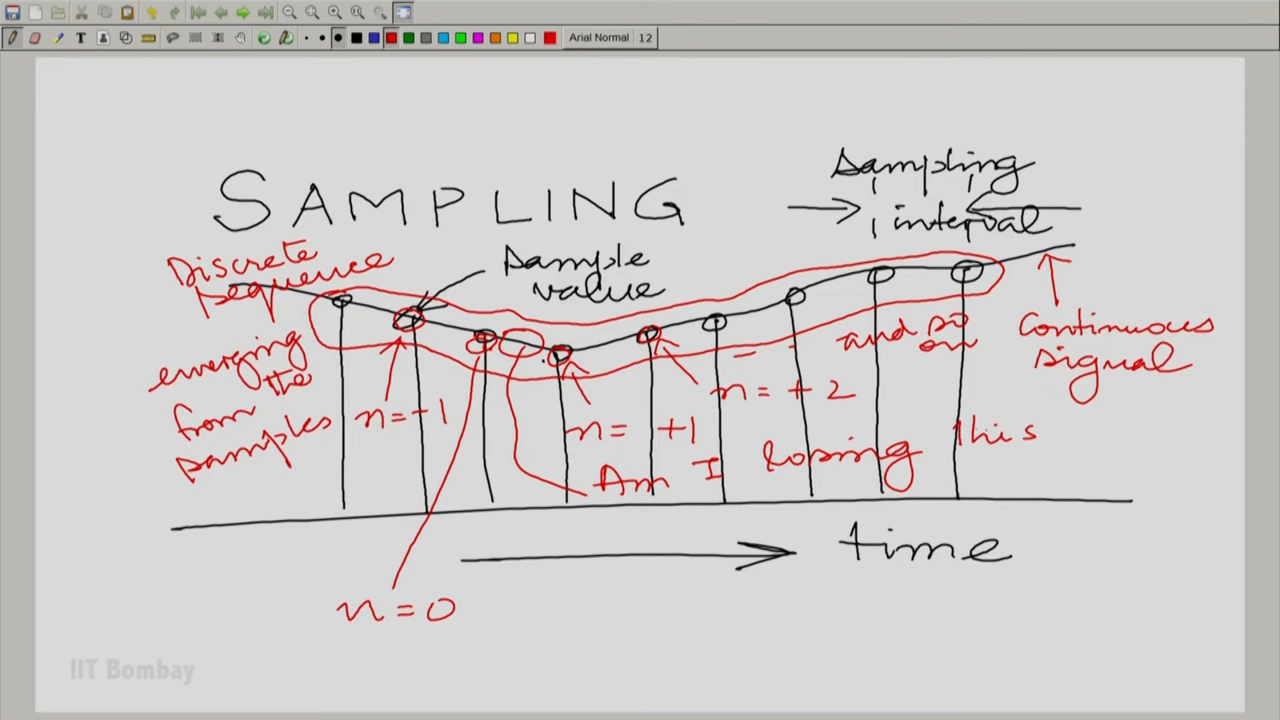 Arial Normal 12
SAMPLING
Sampling
interval
Discrete
sequence
emerging
from the
samples
Sample
value
Continuous
signal
and so
on
n = -1
n = +1
n = +2
Am I losing this
time
n = 0
IIT Bombay